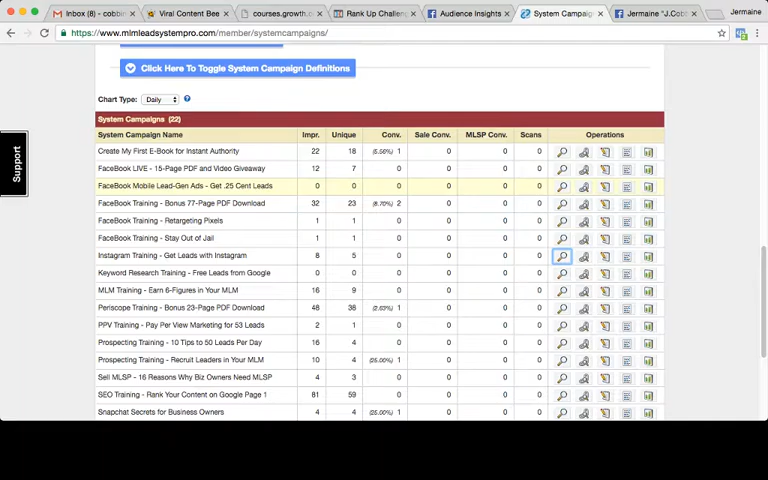 Inbox (8) - cobbin
Viral Content Bee
courses.growth.c
Rank Up Challen
Audience Insights
System Campaig
Jermaine "J.Cobb
Jermaine
https://www.mlmleadsystempro.com/member/systemcampaigns/
Click Here To Toggle System Campaign Definitions
Chart Type: Daily
Support
System Campaigns (22)
System Campaign Name Impr. Unique Conv. Sale Conv. MLSP Conv. Scans Operations
Create My First E-Book for Instant Authority 22 18 (5.56%) 1 0 0 0
FaceBook LIVE - 15-Page PDF and Video Giveaway 12 7 0 0 0 0
FaceBook Mobile Lead-Gen Ads - Get .25 Cent Leads 0 0 0 0 0 0
FaceBook Training - Bonus 77-Page PDF Download 32 23 (8.70%) 2 0 0 0
FaceBook Training - Retargeting Pixels 1 1 0 0 0 0
FaceBook Training - Stay Out of Jail 1 1 0 0 0 0
Instagram Training - Get Leads with Instagram 8 5 0 0 0 0
Keyword Research Training - Free Leads from Google 0 0 0 0 0 0
MLM Training - Earn 6-Figures in Your MLM 16 9 0 0 0 0
Periscope Training - Bonus 23-Page PDF Download 48 38 (2.63%) 1 0 0 0
PPV Training - Pay Per View Marketing for 53 Leads 2 1 0 0 0 0
Prospecting Training - 10 Tips to 50 Leads Per Day 16 4 0 0 0 0
Prospecting Training - Recruit Leaders in Your MLM 10 4 (25.00%) 1 0 0 0
Sell MLSP - 16 Reasons Why Biz Owners Need MLSP 4 3 0 0 0 0
SEO Training - Rank Your Content on Google Page 1 81 59 0 0 0 0
Snapchat Secrets for Business Owners 4 4 (25.00%) 1 0 0 0